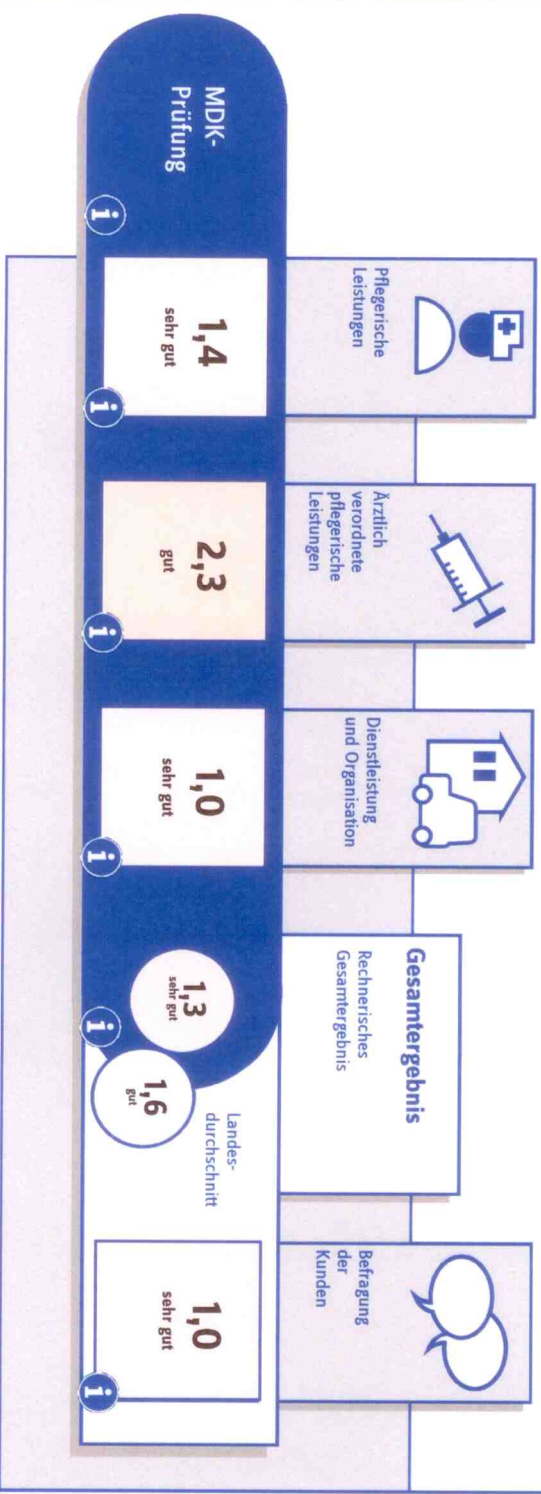 MDK-
Prüfung
Pflegerische
Leistungen
1,4
sehr gut
Ärztlich
verordnete
pflegerische
Leistungen
2,3
gut
Dienstleistung
und Organisation
1,0
sehr gut
Gesamtergebnis
Rechnerisches
Gesamtergebnis
1,3
sehr gut
1,6
gut
Landes-
durchschnitt
Befragung
der
Kunden
1,0
sehr gut
i
i
i
i
i
i